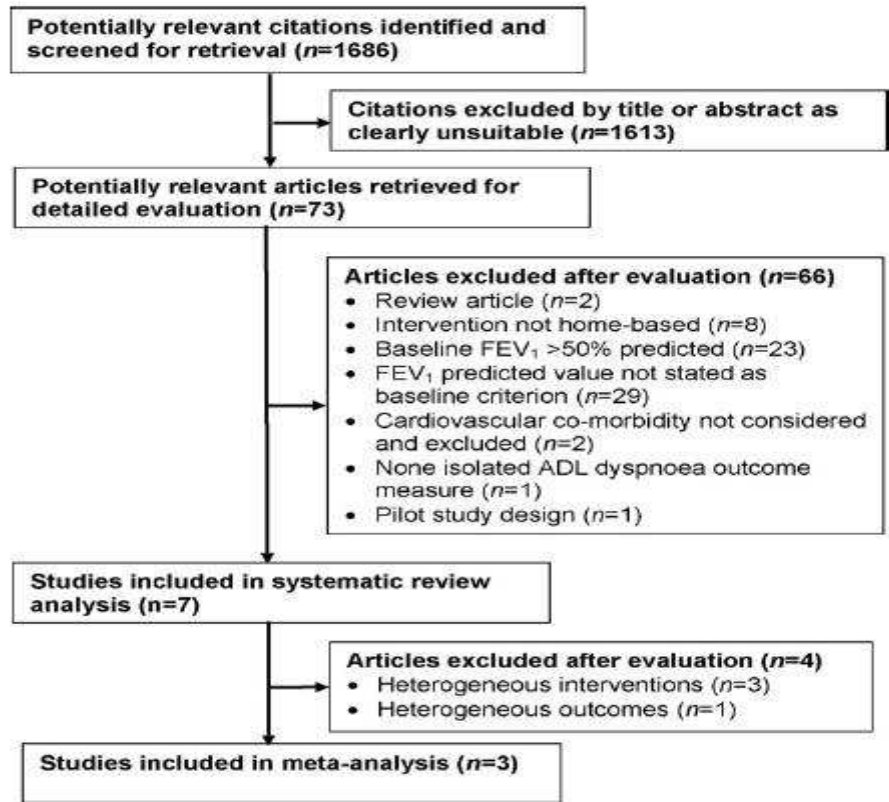 Potentially relevant citations identified and
screened for retrieval (n=1686)
Citations excluded by title or abstract as
clearly unsuitable (n=1613)
Potentially relevant articles retrieved for
detailed evaluation (n=73)
Articles excluded after evaluation (n=66)
• Review article (n=2)
• Intervention not home-based (n=8)
• Baseline FEV₁ >50% predicted (n=23)
• FEV₁ predicted value not stated as
baseline criterion (n=29)
• Cardiovascular co-morbidity not considered
and excluded (n=2)
• None isolated ADL dyspnoea outcome
measure (n=1)
• Pilot study design (n=1)
Studies included in systematic review
analysis (n=7)
Articles excluded after evaluation (n=4)
• Heterogeneous interventions (n=3)
• Heterogeneous outcomes (n=1)
Studies included in meta-analysis (n=3)